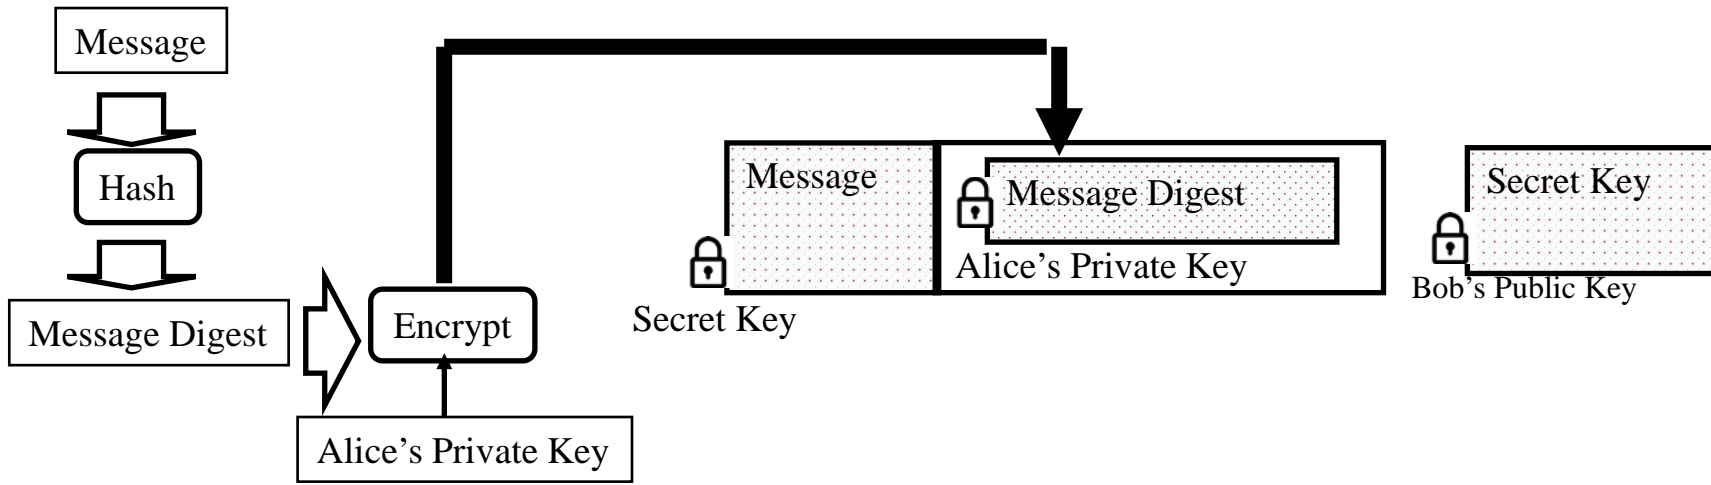 Message
Hash
Message Digest
Encrypt
Alice’s Private Key
Message
Message Digest
Alice’s Private Key
Secret Key
Secret Key
Bob’s Public Key